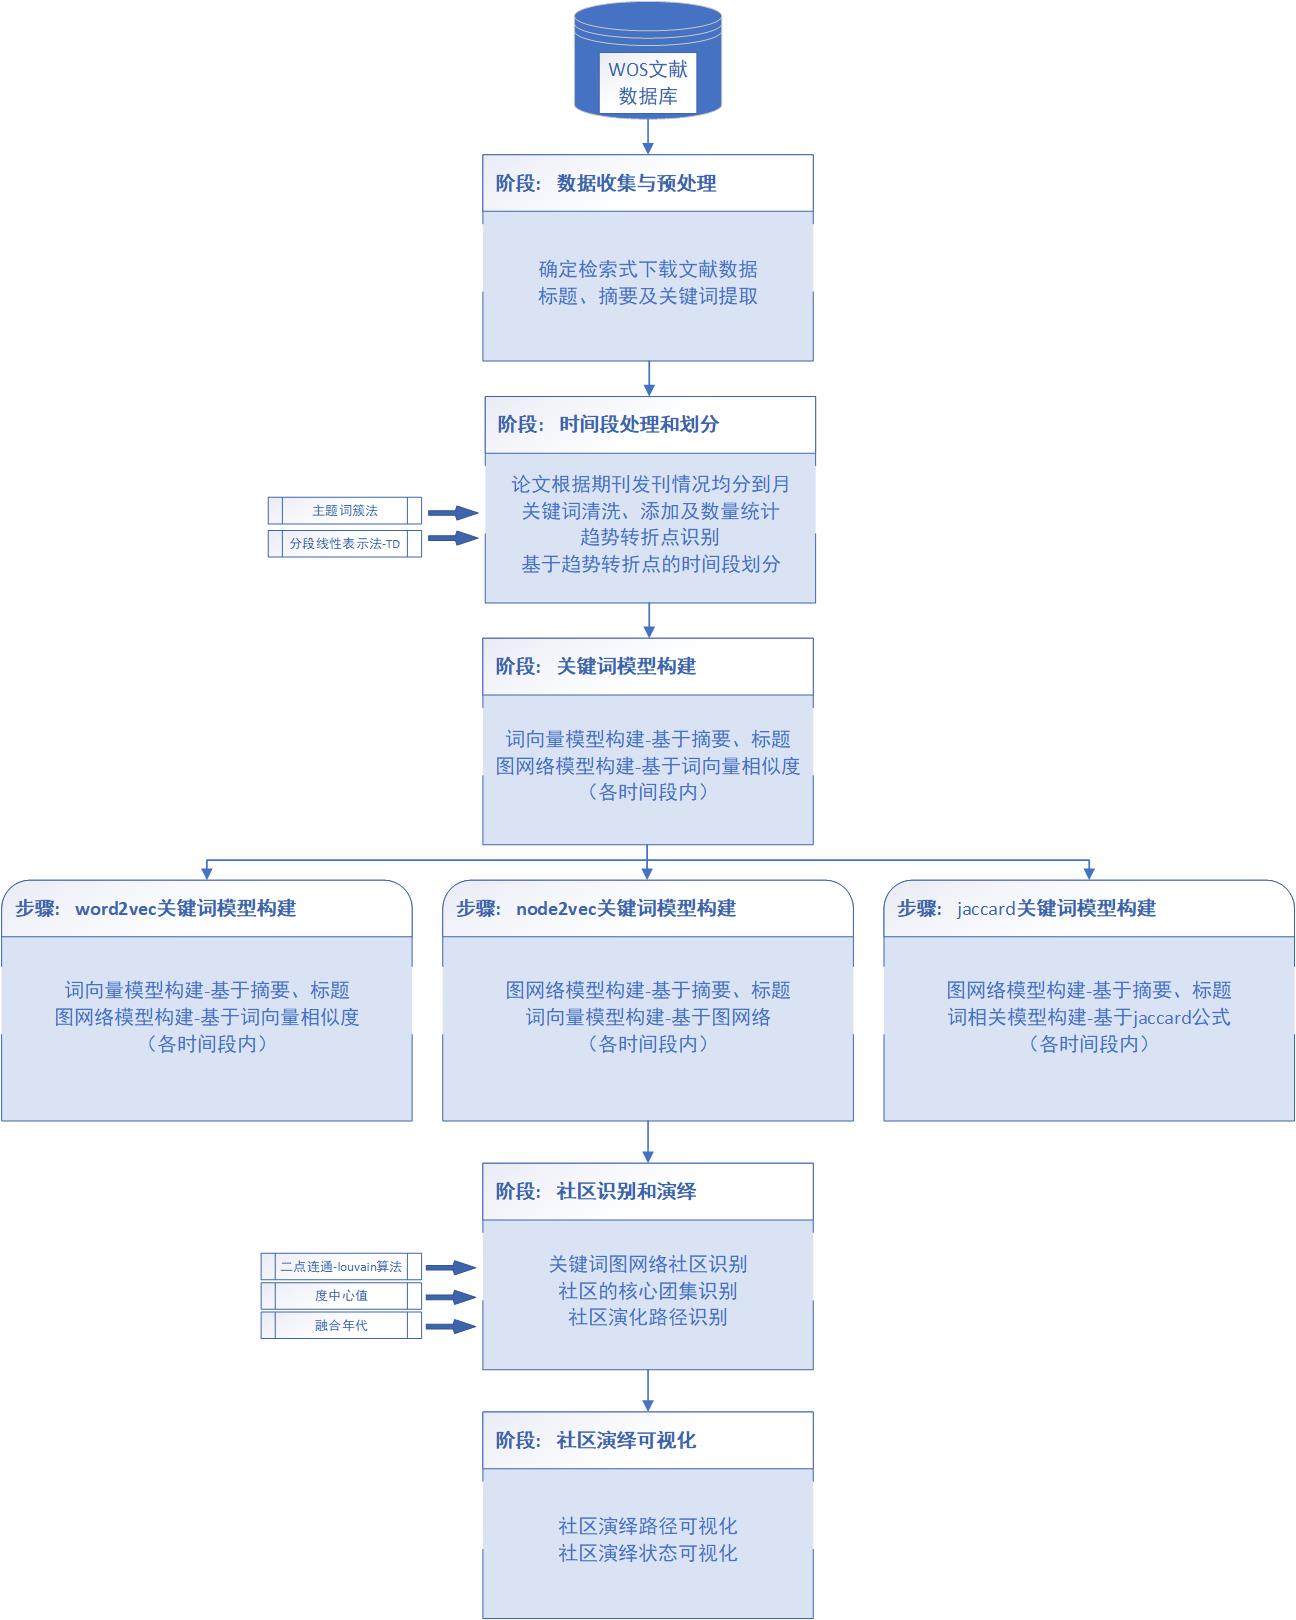 WOS文献
数据库
阶段： 数据收集与预处理
确定检索式下载文献数据
标题、摘要及关键词提取
阶段： 时间段处理和划分
论文根据期刊发刊情况均分到月
关键词清洗、添加及数量统计
趋势转折点识别
基于趋势转折点的时间段划分
主题词簇法
分段线性表示法-TD
阶段： 关键词模型构建
词向量模型构建-基于摘要、标题
图网络模型构建-基于词向量相似度
（各时间段内）
步骤： word2vec关键词模型构建
词向量模型构建-基于摘要、标题
图网络模型构建-基于词向量相似度
（各时间段内）
步骤： node2vec关键词模型构建
图网络模型构建-基于摘要、标题
词向量模型构建-基于图网络
（各时间段内）
步骤： jaccard关键词模型构建
图网络模型构建-基于摘要、标题
词相关模型构建-基于jaccard公式
（各时间段内）
阶段： 社区识别和演绎
关键词图网络社区识别
社区的核心团集识别
社区演化路径识别
二点连通-louvain算法
度中心值
融合年代
阶段： 社区演绎可视化
社区演绎路径可视化
社区演绎状态可视化